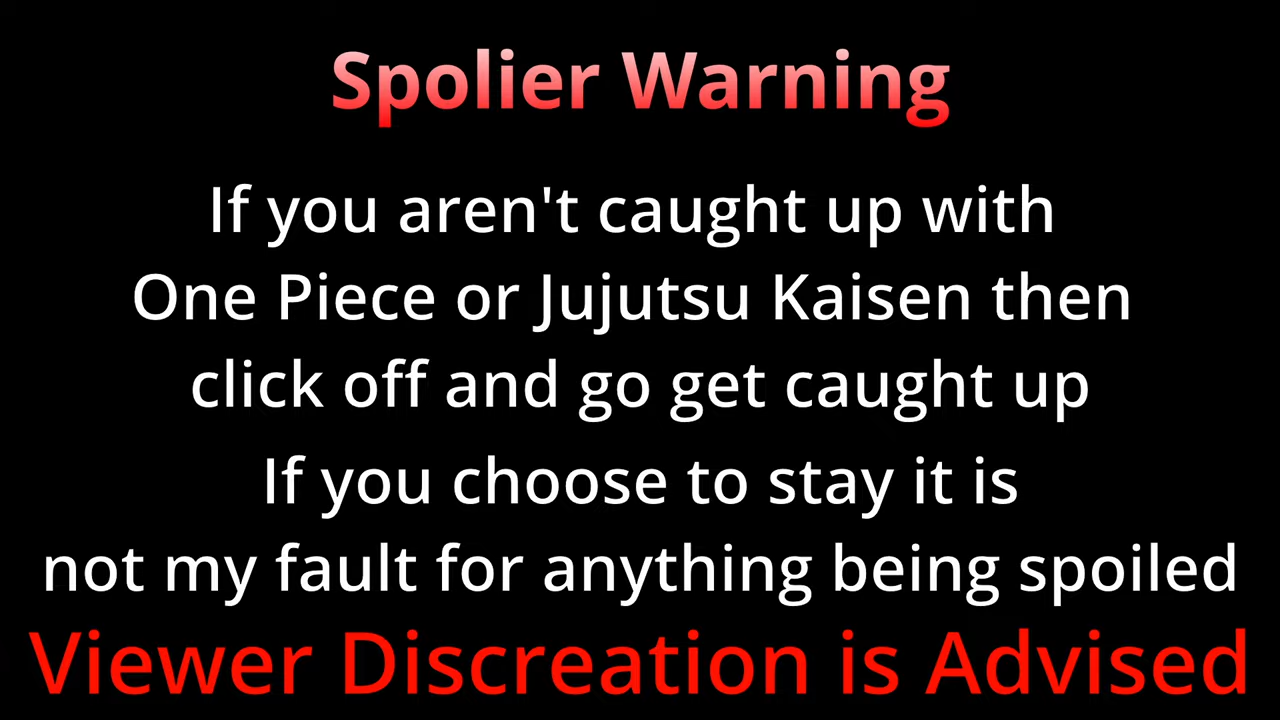 Spolier Warning
If you aren't caught up with
One Piece or Jujutsu Kaisen then
click off and go get caught up
If you choose to stay it is
not my fault for anything being spoiled
Viewer Discreation is Advised